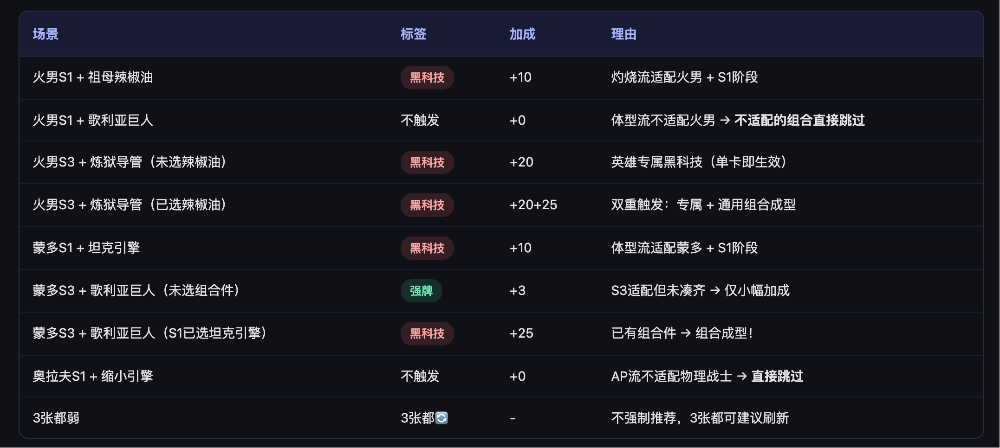 场景 标签 加成 理由
火男S1 + 祖母辣椒油 黑科技 +10 灼烧流适配火男 + S1阶段
火男S1 + 歌利亚巨人 不触发 +0 体型流不适配火男 → 不适配的组合直接跳过
火男S3 + 炼狱导管（未选辣椒油） 黑科技 +20 英雄专属黑科技（单卡即生效）
火男S3 + 炼狱导管（已选辣椒油） 黑科技 +20+25 双重触发：专属 + 通用组合成型
蒙多S1 + 坦克引擎 黑科技 +10 体型流适配蒙多 + S1阶段
蒙多S3 + 歌利亚巨人（未选组合件） 强牌 +3 S3适配但未凑齐 → 仅小幅加成
蒙多S3 + 歌利亚巨人（S1已选坦克引擎） 黑科技 +25 已有组合件 → 组合成型！
奥拉夫S1 + 缩小引擎 不触发 +0 AP流不适配物理战士 → 直接跳过
3张都弱 3张都🔄 - 不强制推荐，3张都可建议刷新